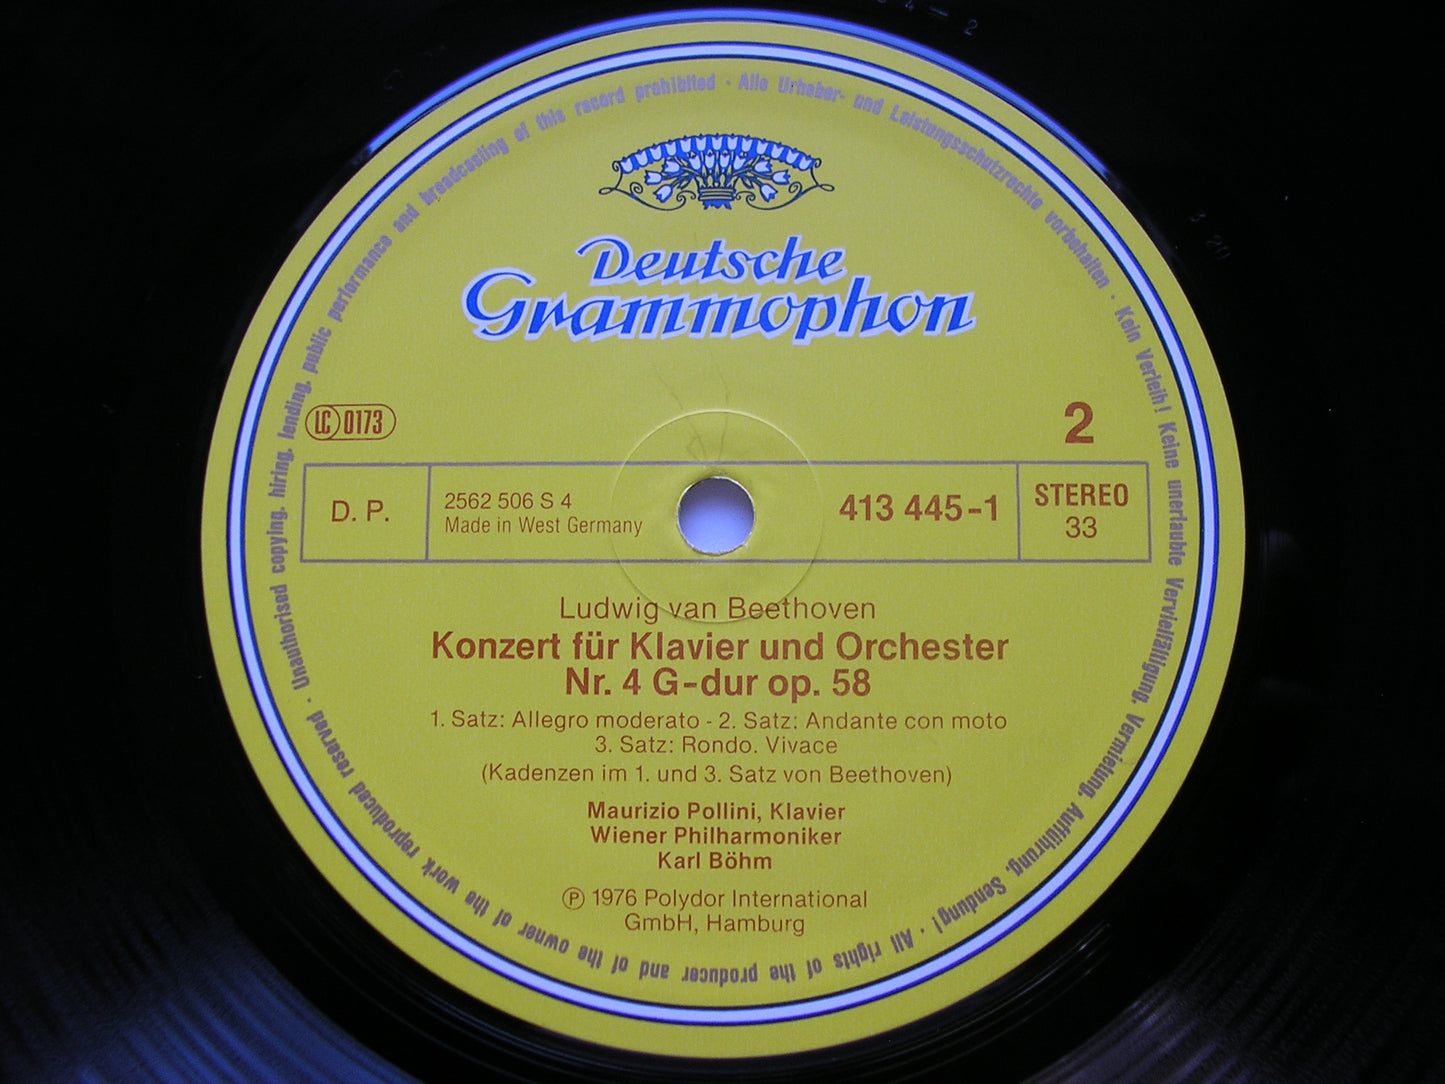 Deutsche
Grammophon
LC 0173
2
D. P.
2562 506 S 4
Made in West Germany
413 445-1
STEREO
33
Ludwig van Beethoven
Konzert für Klavier und Orchester
Nr. 4 G-dur op. 58
1. Satz: Allegro moderato - 2. Satz: Andante con moto
3. Satz: Rondo. Vivace
(Kadenzen im 1. und 3. Satz von Beethoven)
Maurizio Pollini, Klavier
Wiener Philharmoniker
Karl Böhm
Ⓟ 1976 Polydor International
GmbH, Hamburg
Alle Urheber- und Leistungsschutzrechte vorbehalten · Kein Verleih! Keine unerlaubte Vervielfältigung, Vermietung, Aufführung, Sendung! · All rights of the producer and of the owner of the work reproduced reserved · Unauthorised copying, hiring, lending, public performance and broadcasting of this record prohibited ·